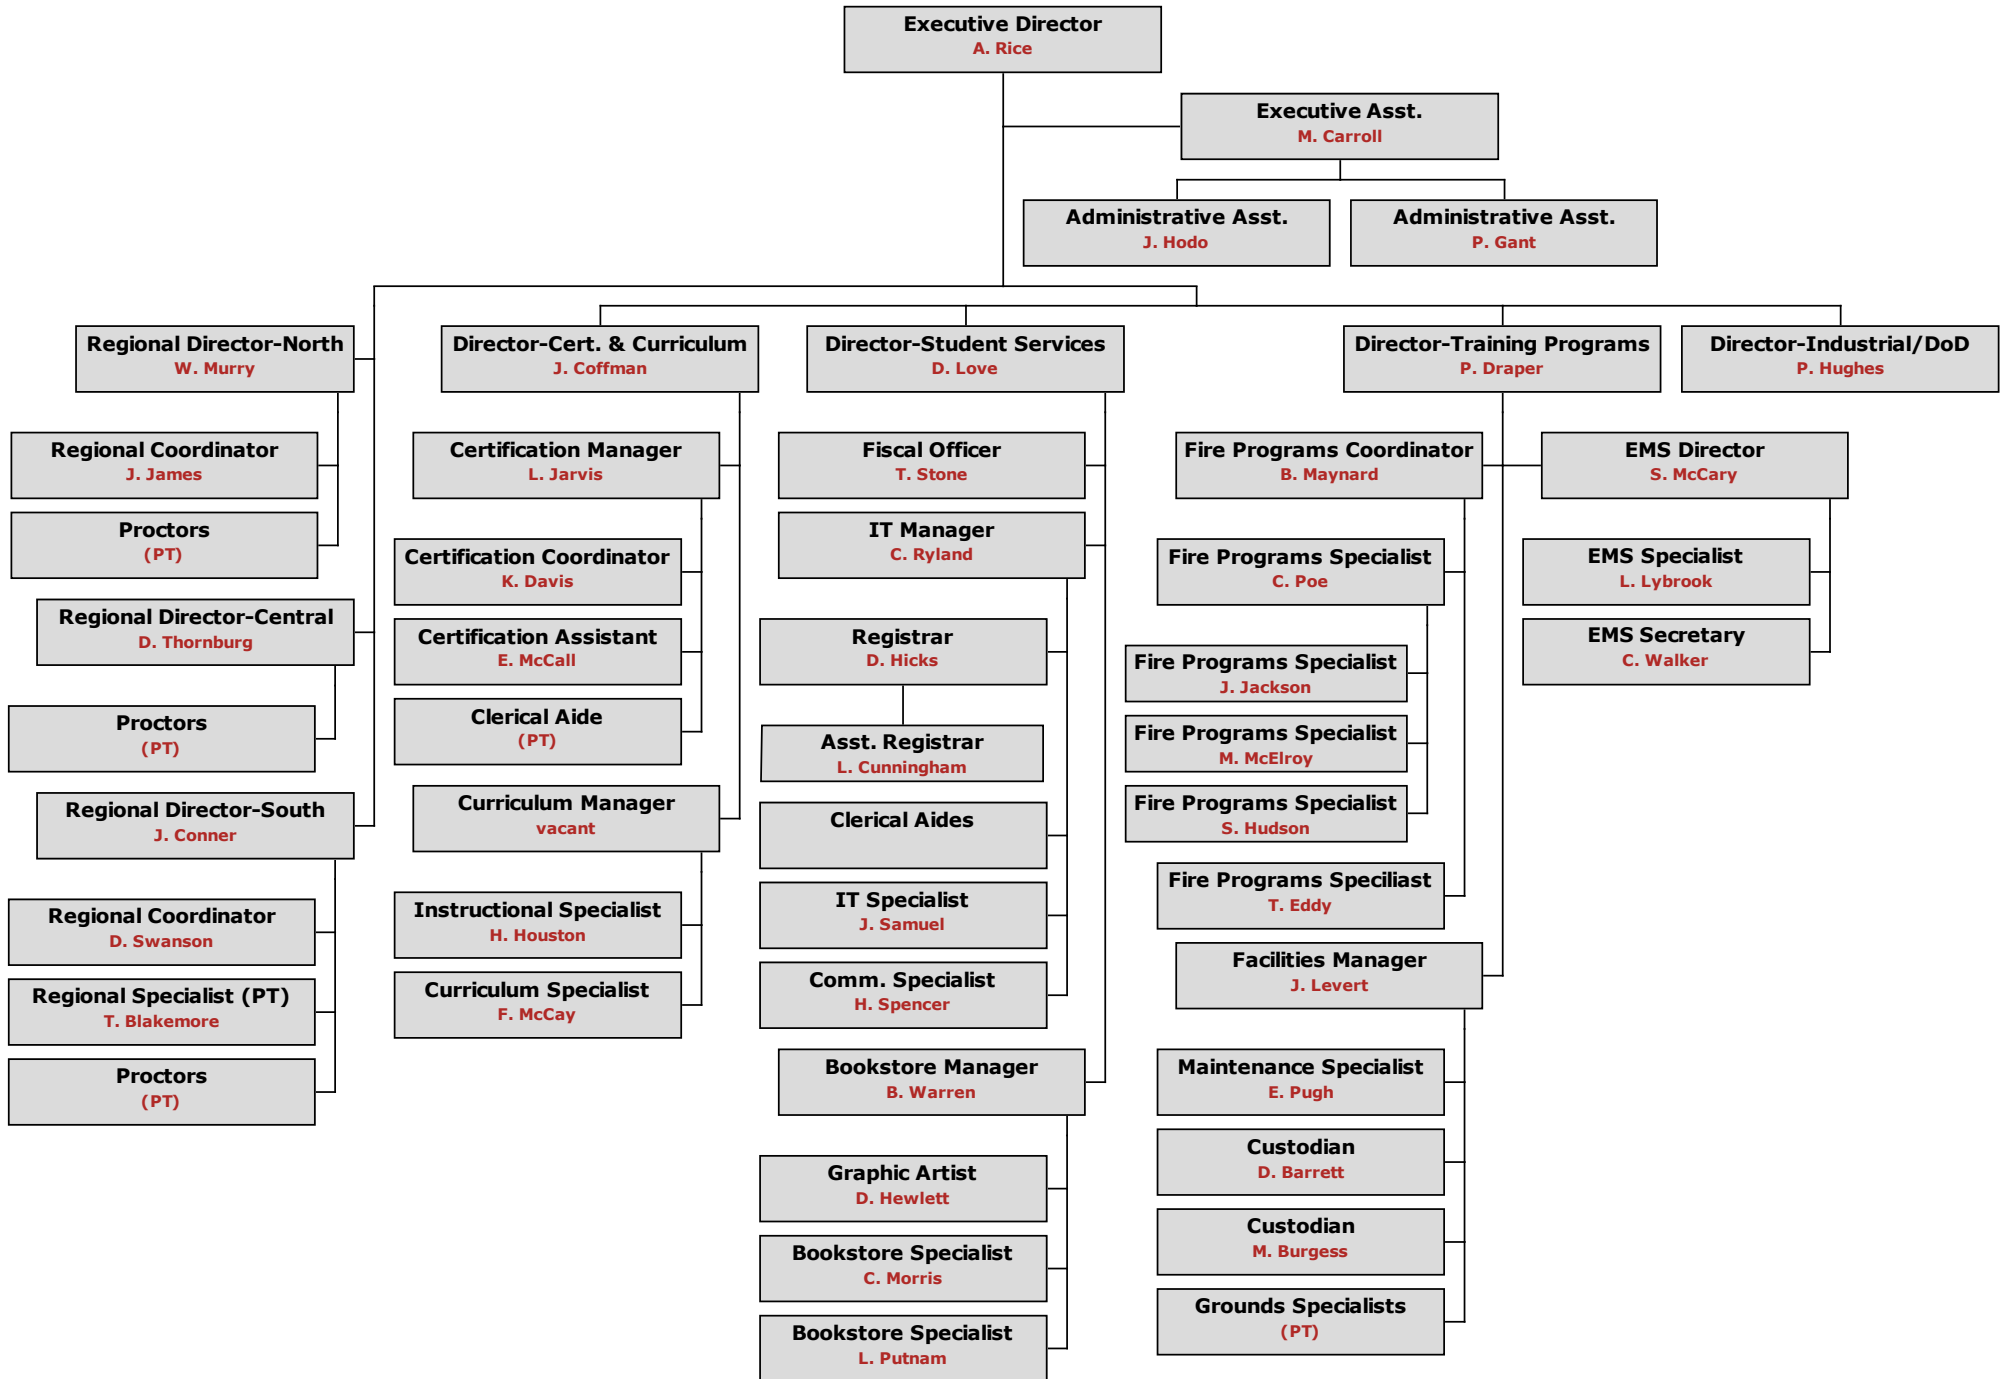 Executive Director
A. Rice
Executive Asst.
M. Carroll
Administrative Asst.
J. Hodo
Administrative Asst.
P. Gant
Regional Director-North
W. Murry
Regional Coordinator
J. James
Proctors
(PT)
Regional Director-Central
D. Thornburg
Proctors
(PT)
Regional Director-South
J. Conner
Regional Coordinator
D. Swanson
Regional Specialist (PT)
T. Blakemore
Proctors
(PT)
Director-Cert. & Curriculum
J. Coffman
Certification Manager
L. Jarvis
Certification Coordinator
K. Davis
Certification Assistant
E. McCall
Clerical Aide
(PT)
Curriculum Manager
vacant
Instructional Specialist
H. Houston
Curriculum Specialist
F. McCay
Director-Student Services
D. Love
Fiscal Officer
T. Stone
IT Manager
C. Ryland
Registrar
D. Hicks
Asst. Registrar
L. Cunningham
Clerical Aides
IT Specialist
J. Samuel
Comm. Specialist
H. Spencer
Bookstore Manager
B. Warren
Graphic Artist
D. Hewlett
Bookstore Specialist
C. Morris
Bookstore Specialist
L. Putnam
Director-Training Programs
P. Draper
Fire Programs Coordinator
B. Maynard
Fire Programs Specialist
C. Poe
Fire Programs Specialist
J. Jackson
Fire Programs Specialist
M. McElroy
Fire Programs Specialist
S. Hudson
Fire Programs Speciliast
T. Eddy
Facilities Manager
J. Levert
Maintenance Specialist
E. Pugh
Custodian
D. Barrett
Custodian
M. Burgess
Grounds Specialists
(PT)
EMS Director
S. McCary
EMS Specialist
L. Lybrook
EMS Secretary
C. Walker
Director-Industrial/DoD
P. Hughes